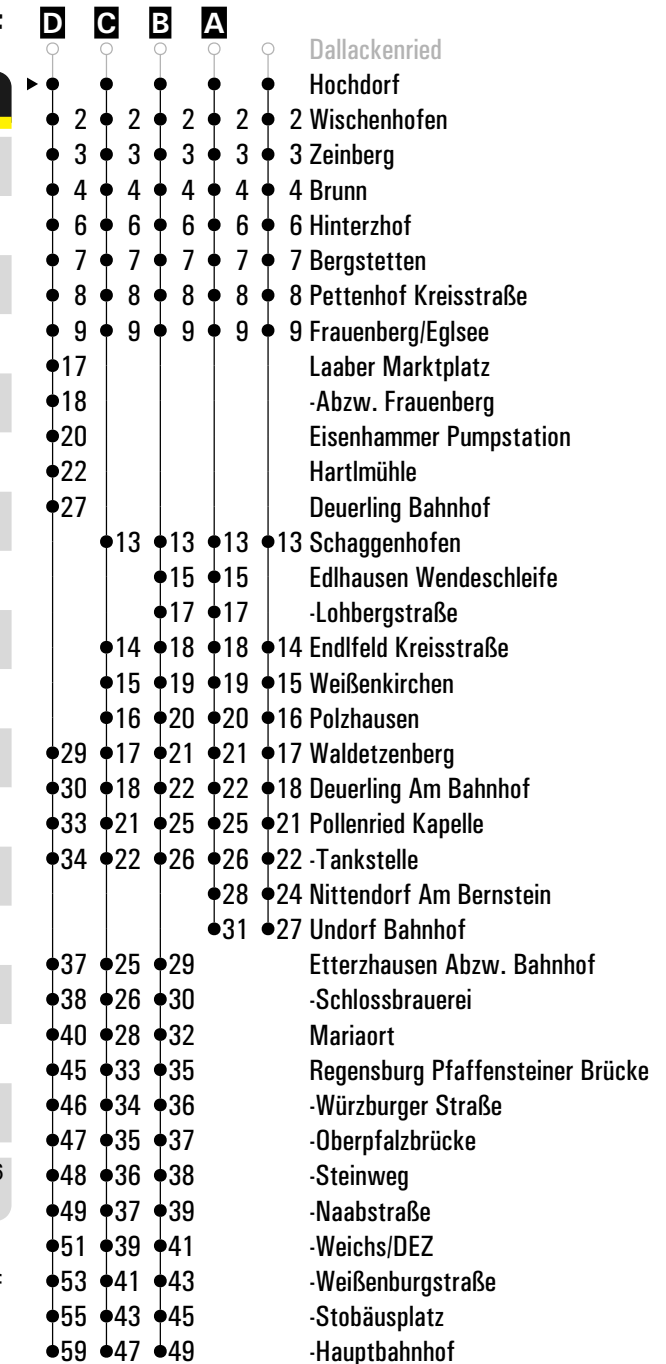 D C B A
Dallackenried
Hochdorf
2 2 2 2 2 Wischenhofen
3 3 3 3 3 Zeinberg
4 4 4 4 4 Brunn
6 6 6 6 6 Hinterzhof
7 7 7 7 7 Bergstetten
8 8 8 8 8 Pettenhof Kreisstraße
9 9 9 9 9 Frauenberg/Eglsee
17 Laaber Marktplatz
18 -Abzw. Frauenberg
20 Eisenhammer Pumpstation
22 Hartlmühle
27 Deuerling Bahnhof
13 13 13 13 Schaggenhofen
15 15 Edlhausen Wendeschleife
17 17 -Lohbergstraße
14 18 18 14 Endlfeld Kreisstraße
15 19 19 15 Weißenkirchen
16 20 20 16 Polzhausen
29 17 21 21 17 Waldetzenberg
30 18 22 22 18 Deuerling Am Bahnhof
33 21 25 25 21 Pollenried Kapelle
34 22 26 26 22 -Tankstelle
28 24 Nittendorf Am Bernstein
31 27 Undorf Bahnhof
37 25 29 Etterzhausen Abzw. Bahnhof
38 26 30 -Schlossbrauerei
40 28 32 Mariaort
45 33 35 Regensburg Pfaffensteiner Brücke
46 34 36 -Würzburger Straße
47 35 37 -Oberpfalzbrücke
48 36 38 -Steinweg
49 37 39 -Naabstraße
51 39 41 -Weichs/DEZ
53 41 43 -Weißenburgstraße
55 43 45 -Stobäusplatz
59 47 49 -Hauptbahnhof